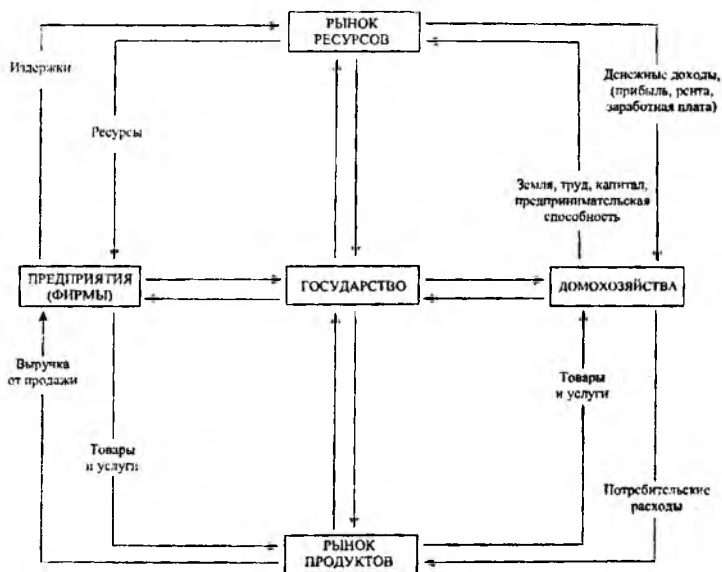 РЫНОК
РЕСУРСОВ
Издержки
Денежные доходы,
(прибыль, рента,
заработная плата)
Ресурсы
Земля, труд, капитал,
предпринимательская
способность
ПРЕДПРИЯТИЯ
(ФИРМЫ)
ГОСУДАРСТВО
ДОМОХОЗЯЙСТВА
Выручка
от продажи
Товары
и услуги
Товары
и услуги
Потребительские
расходы
РЫНОК
ПРОДУКТОВ